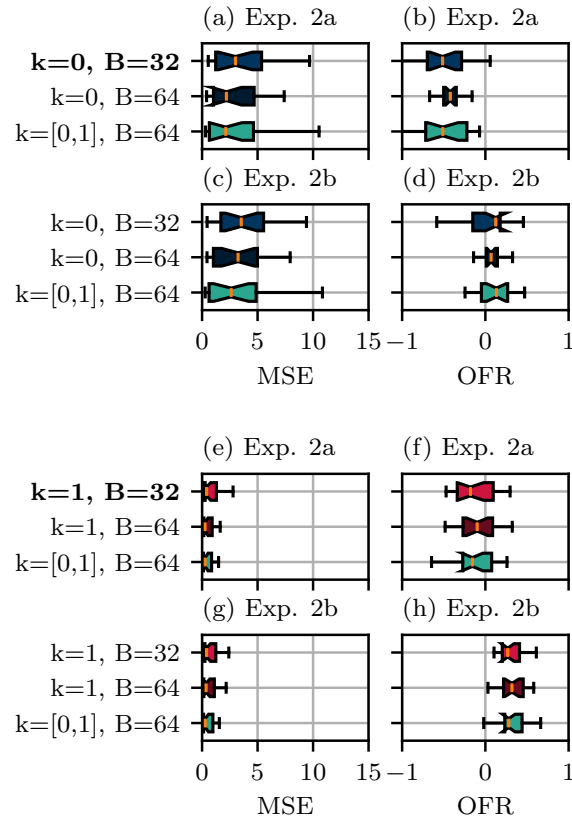 (a) Exp. 2a
(b) Exp. 2a
k=0, B=32
k=0, B=64
k=[0,1], B=64
(c) Exp. 2b
(d) Exp. 2b
k=0, B=32
k=0, B=64
k=[0,1], B=64
0 5 10 15
−1 0 1
MSE
OFR
(e) Exp. 2a
(f) Exp. 2a
k=1, B=32
k=1, B=64
k=[0,1], B=64
(g) Exp. 2b
(h) Exp. 2b
k=1, B=32
k=1, B=64
k=[0,1], B=64
0 5 10 15
−1 0 1
MSE
OFR